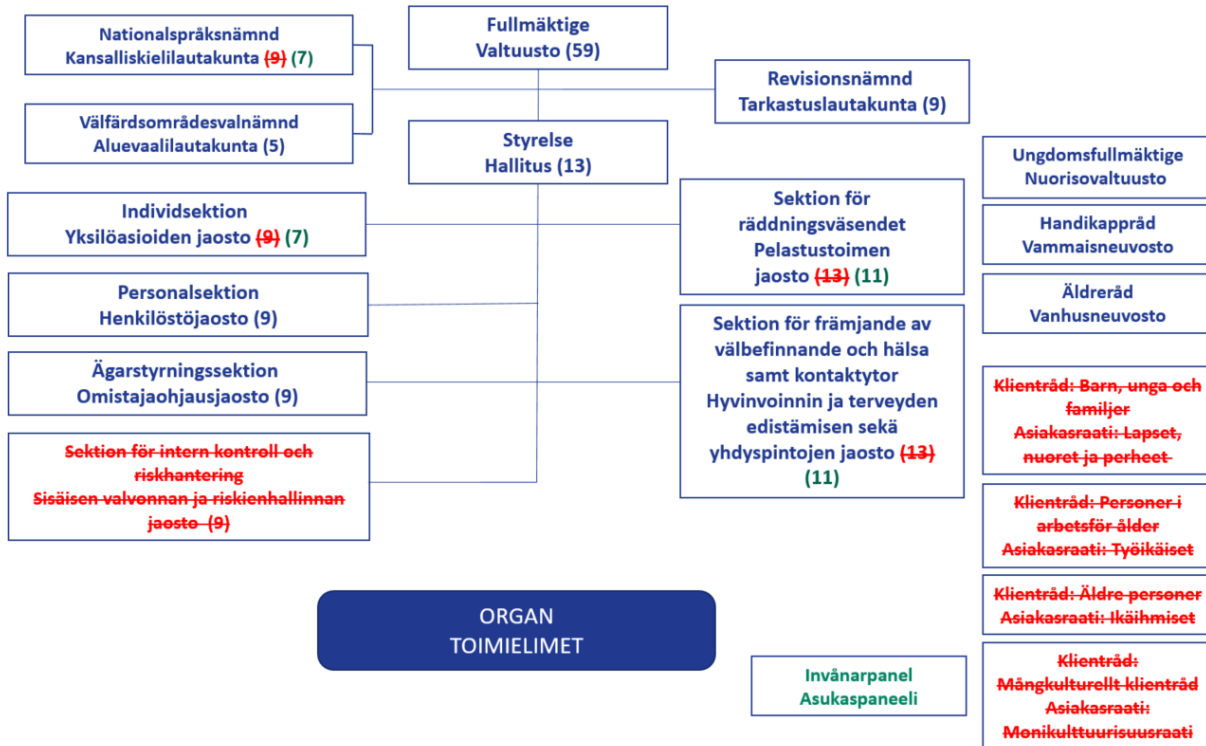 Nationalspråksnämnd
Kansalliskielilautakunta (9) (7)
Fullmäktige
Valtuusto (59)
Revisionsnämnd
Tarkastuslautakunta (9)
Välfärdsområdesvalnämnd
Aluevaalilautakunta (5)
Styrelse
Hallitus (13)
Ungdomsfullmäktige
Nuorisovaltuusto
Individsektion
Yksilöasioiden jaosto (9) (7)
Sektion för
räddningsväsendet
Pelastustoimen
jaosto (13) (11)
Handikappråd
Vammaisneuvosto
Personalsektion
Henkilöstöjaosto (9)
Äldreråd
Vanhusneuvosto
Ägarstyrningssektion
Omistajaohjausjaosto (9)
Sektion för främjande av
välbefinnande och hälsa
samt kontaktytor
Hyvinvoinnin ja terveyden
edistämisen sekä
yhdyspintojen jaosto (13)
(11)
Klientråd: Barn, unga och
familjer
Asiakasraati: Lapset,
nuoret ja perheet
Sektion för intern kontroll och
riskhantering
Sisäisen valvonnan ja riskienhallinnan
jaosto (9)
Klientråd: Personer i
arbetsför ålder
Asiakasraati: Työikäiset
Klientråd: Äldre personer
Asiakasraati: Ikäihmiset
ORGAN
TOIMIELIMET
Invånarpanel
Asukaspaneeli
Klientråd:
Mångkulturellt klientråd
Asiakasraati:
Monikulttuurisuusraati